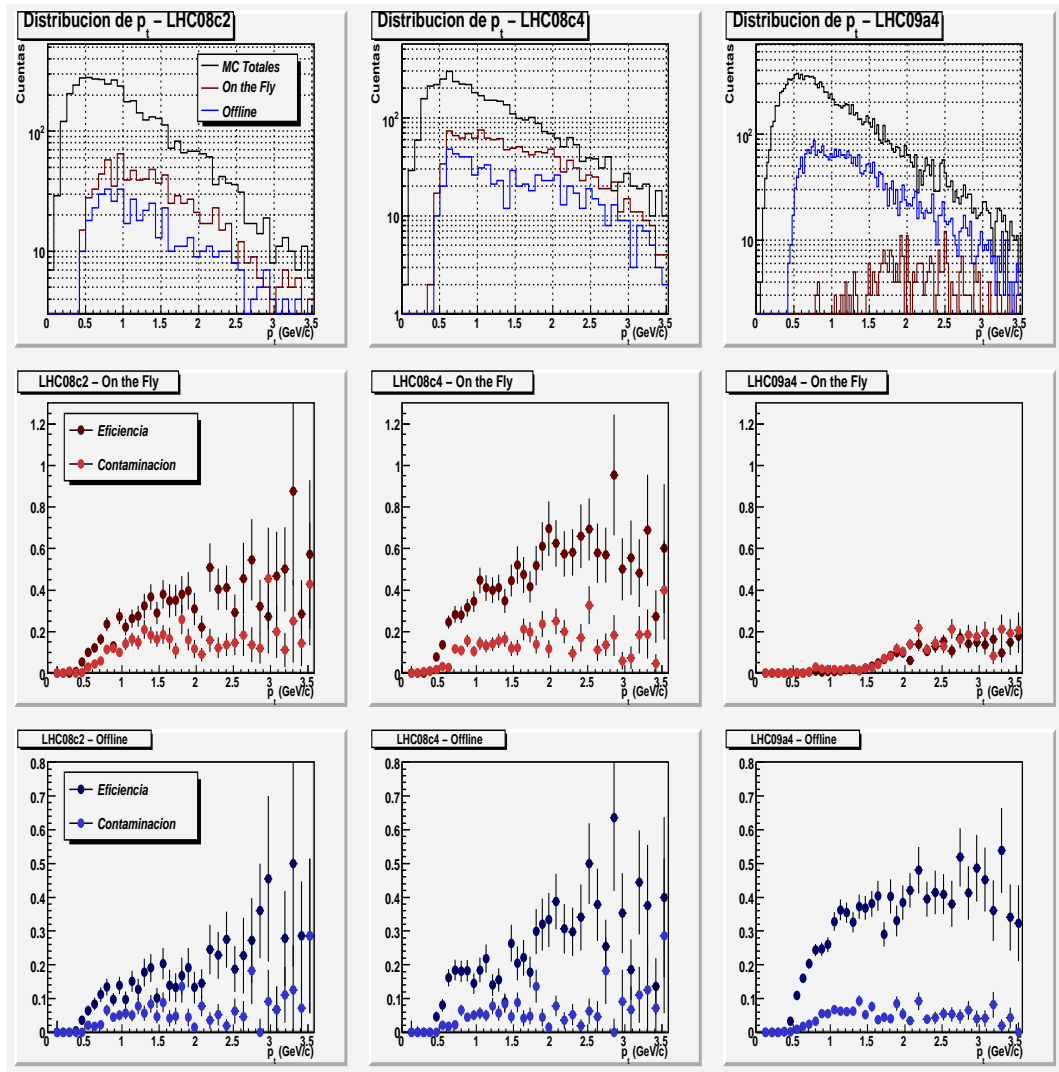 Distribucion de p_t – LHC08c2
Cuentas
MC Totales
On the Fly
Offline
10²
10
0 0.5 1 1.5 2 2.5 3 3.5
p_t (GeV/c)
Distribucion de p_t – LHC08c4
Cuentas
10²
10
1
0 0.5 1 1.5 2 2.5 3 3.5
p_t (GeV/c)
Distribucion de p_t – LHC09a4
Cuentas
10²
10
0 0.5 1 1.5 2 2.5 3 3.5
p_t (GeV/c)
LHC08c2 – On the Fly
Eficiencia
Contaminacion
1.2
1
0.8
0.6
0.4
0.2
0
0 0.5 1 1.5 2 2.5 3 3.5
p_t (GeV/c)
LHC08c4 – On the Fly
1.2
1
0.8
0.6
0.4
0.2
0
0 0.5 1 1.5 2 2.5 3 3.5
p_t (GeV/c)
LHC09a4 – On the Fly
1.2
1
0.8
0.6
0.4
0.2
0
0 0.5 1 1.5 2 2.5 3 3.5
p_t (GeV/c)
LHC08c2 – Offline
Eficiencia
Contaminacion
0.8
0.7
0.6
0.5
0.4
0.3
0.2
0.1
0
0 0.5 1 1.5 2 2.5 3 3.5
p_t (GeV/c)
LHC08c4 – Offline
0.8
0.7
0.6
0.5
0.4
0.3
0.2
0.1
0
0 0.5 1 1.5 2 2.5 3 3.5
p_t (GeV/c)
LHC09a4 – Offline
0.8
0.7
0.6
0.5
0.4
0.3
0.2
0.1
0
0 0.5 1 1.5 2 2.5 3 3.5
p_t (GeV/c)